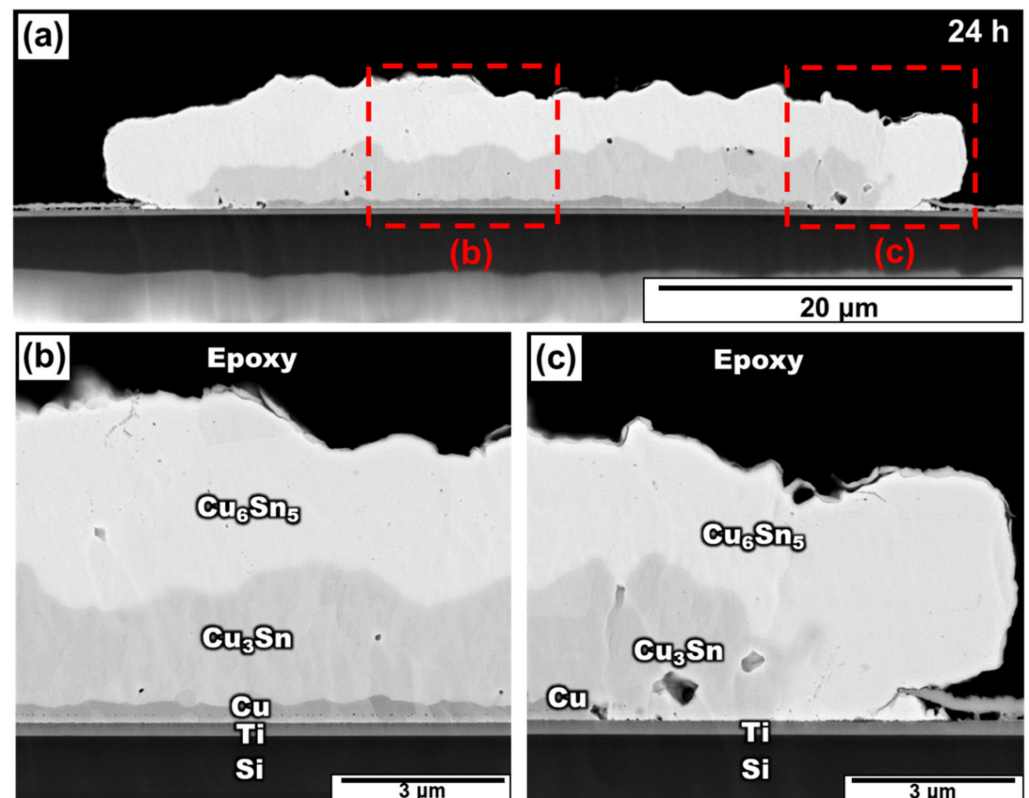 (a)
24 h
(b)
(c)
20 µm
(b)
Epoxy
Cu₆Sn₅
Cu₃Sn
Cu
Ti
Si
3 µm
(c)
Epoxy
Cu₆Sn₅
Cu₃Sn
Cu
Ti
Si
3 µm